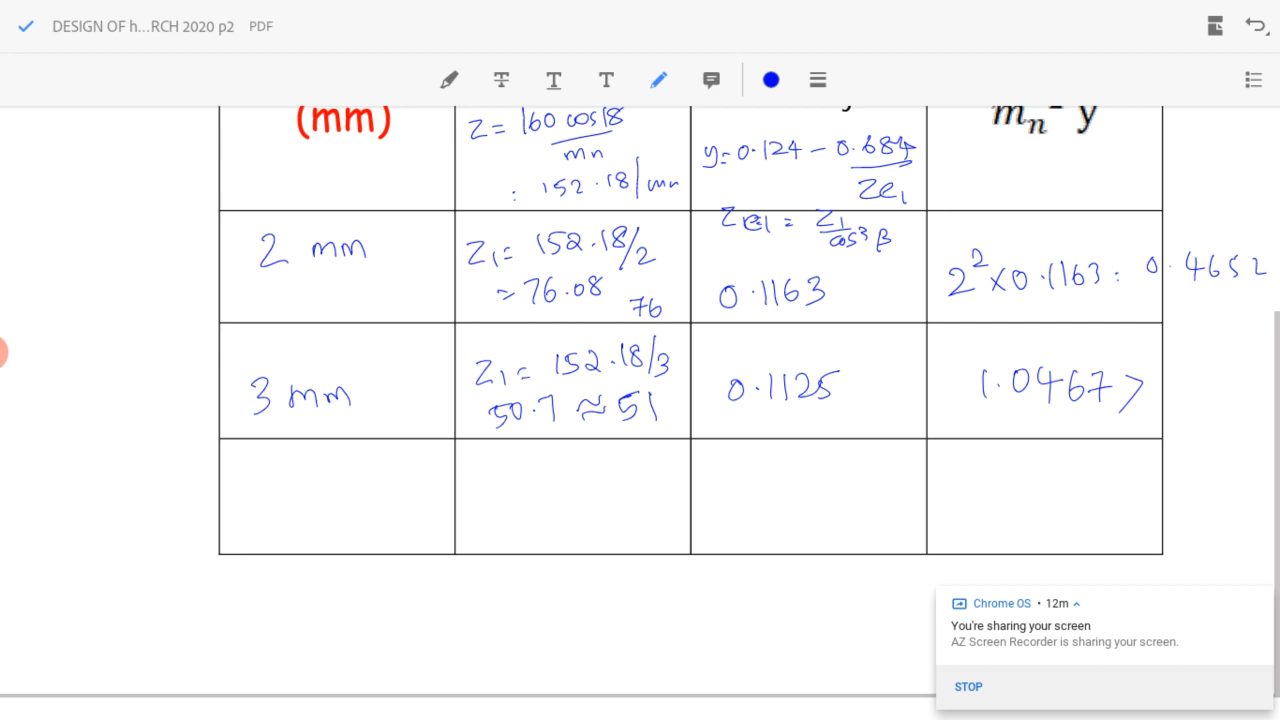 DESIGN OF h...RCH 2020 p2 PDF
(mm)
Z = 160 cos18
mn
: 152.18/mn
y = 0.124 - 0.684
Ze1
mn² y
2 mm
Z1 = 152.18/2
= 76.08
76
Ze1 = Z1
cos³ β
0.1163
2² x 0.1163 : 0.4652
3 mm
Z1 = 152.18/3
50.7 ≈ 51
0.1125
1.0467 >
Chrome OS • 12m
You're sharing your screen
AZ Screen Recorder is sharing your screen.
STOP